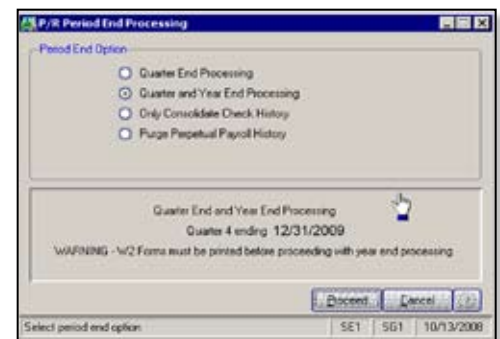 P/R Period End Processing
Period End Option
Quarter End Processing
Quarter and Year End Processing
Only Consolidate Check History
Purge Perpetual Payroll History
Quarter End and Year End Processing
Quarter 4 ending 12/31/2009
WARNING - W2 Forms must be printed before proceeding with year end processing
Proceed
Cancel
Select period end option
SE1
SG1
10/13/2008